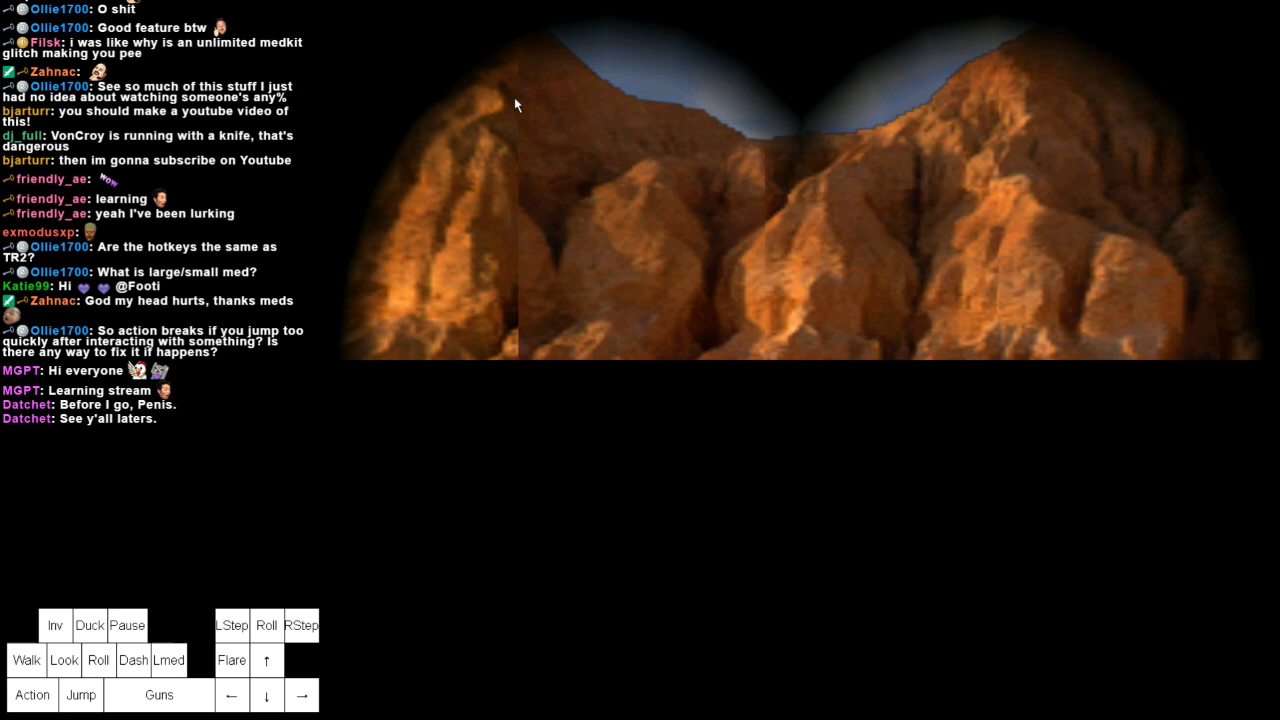 Ollie1700: O shit
Ollie1700: Good feature btw
Filsk: i was like why is an unlimited medkit
glitch making you pee
Zahnac:
Ollie1700: See so much of this stuff I just
had no idea about watching someone's any%
bjarturr: you should make a youtube video of
this!
dj_full: VonCroy is running with a knife, that's
dangerous
bjarturr: then im gonna subscribe on Youtube
friendly_ae: WOW
friendly_ae: learning
friendly_ae: yeah I've been lurking
exmodusxp:
Ollie1700: Are the hotkeys the same as
TR2?
Ollie1700: What is large/small med?
Katie99: Hi @Footi
Zahnac: God my head hurts, thanks meds
Ollie1700: So action breaks if you jump too
quickly after interacting with something? Is
there any way to fix it if happens?
MGPT: Hi everyone
MGPT: Learning stream
Datchet: Before I go, Penis.
Datchet: See y'all laters.
Inv Duck Pause LStep Roll RStep
Walk Look Roll Dash Lmed Flare ↑
Action Jump Guns ← ↓ →